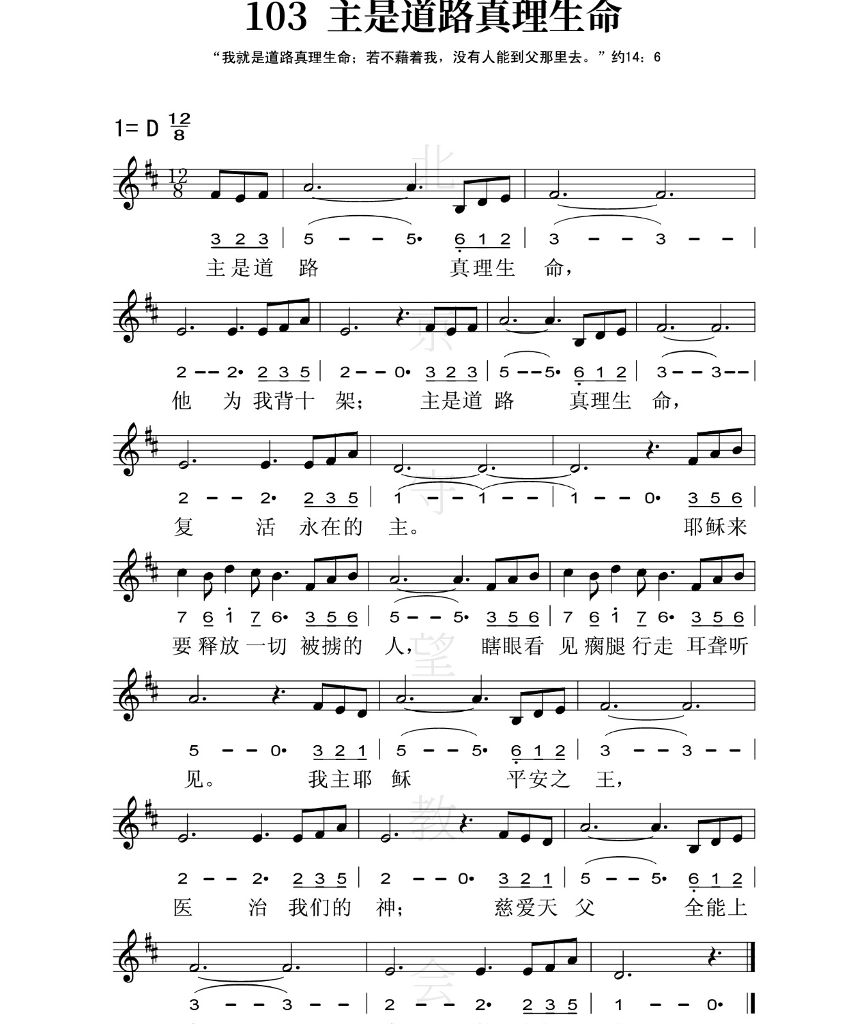 103 主是道路真理生命
“我就是道路真理生命；若不藉着我，没有人能到父那里去。”约14：6
1= D 12/8
3 2 3 | 5 - - 5· 6 1 2 | 3 - - 3 - - |
主是道 路 真理生 命，
2 - - 2· 2 3 5 | 2 - - 0· 3 2 3 | 5 - - 5· 6 1 2 | 3 - - 3 - - |
他 为 我背十 架； 主是道 路 真理生 命，
2 - - 2· 2 3 5 | 1 - - 1 - - | 1 - - 0· 3 5 6 |
复 活 永在的 主。 耶稣来
7 6 1 7 6· 3 5 6 | 5 - - 5· 3 5 6 | 7 6 1 7 6· 3 5 6 |
要 释放 一切 被掳的 人， 瞎眼看 见 瘸腿 行走 耳聋听
5 - - 0· 3 2 1 | 5 - - 5· 6 1 2 | 3 - - 3 - - |
见。 我主耶 稣 平安之 王，
2 - - 2· 2 3 5 | 2 - - 0· 3 2 1 | 5 - - 5· 6 1 2 |
医 治 我们的 神； 慈爱天 父 全能上
3 - - 3· - - | 2 - - 2· 2 3 5 | 1 - 0·
北京守望教会